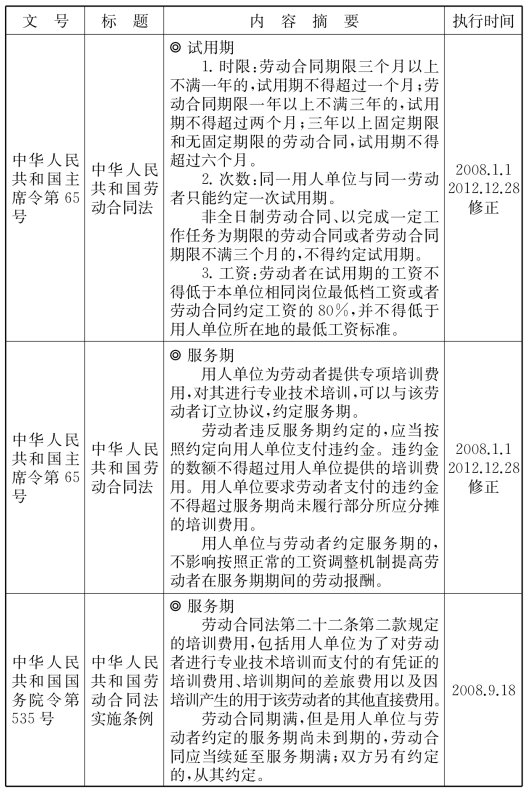 文 号 标 题 内 容 摘 要 执行时间
中华人民
共和国主
席令第 65
号
中华人民
共和国劳
动合同法
◎ 试用期
1. 时限:劳动合同期限三个月以上
不满一年的,试用期不得超过一个月;劳
动合同期限一年以上不满三年的,试用
期不得超过两个月;三年以上固定期限
和无固定期限的劳动合同,试用期不得
超过六个月。
2. 次数:同一用人单位与同一劳动
者只能约定一次试用期。
非全日制劳动合同、以完成一定工
作任务为期限的劳动合同或者劳动合同
期限不满三个月的,不得约定试用期。
3. 工资:劳动者在试用期的工资不
得低于本单位相同岗位最低档工资或者
劳动合同约定工资的 80%,并不得低于
用人单位所在地的最低工资标准。
2008.1.1
2012.12.28
修正
中华人民
共和国主
席令第 65
号
中华人民
共和国劳
动合同法
◎ 服务期
用人单位为劳动者提供专项培训费
用,对其进行专业技术培训,可以与该劳
动者订立协议,约定服务期。
劳动者违反服务期约定的,应当按
照约定向用人单位支付违约金。违约金
的数额不得超过用人单位提供的培训费
用。用人单位要求劳动者支付的违约金
不得超过服务期尚未履行部分所应分摊
的培训费用。
用人单位与劳动者约定服务期的,
不影响按照正常的工资调整机制提高劳
动者在服务期期间的劳动报酬。
2008.1.1
2012.12.28
修正
中华人民
共和国国
务院令第
535 号
中华人民
共和国劳
动合同法
实施条例
◎ 服务期
劳动合同法第二十二条第二款规定
的培训费用,包括用人单位为了对劳动
者进行专业技术培训而支付的有凭证的
培训费用、培训期间的差旅费用以及因
培训产生的用于该劳动者的其他直接费用。
劳动合同期满,但是用人单位与劳
动者约定的服务期尚未到期的,劳动合
同应当续延至服务期满;双方另有约定
的,从其约定。
2008.9.18